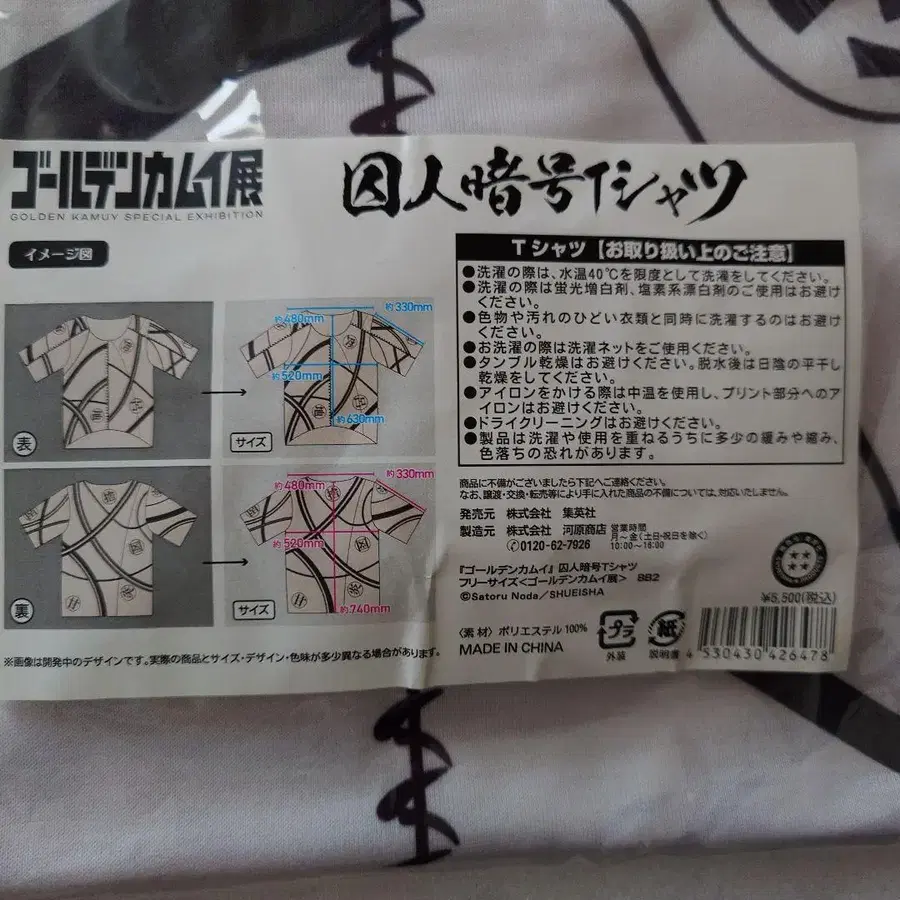 ゴールデンカムイ展
GOLDEN KAMUY SPECIAL EXHIBITION
囚人暗号Tシャツ
イメージ図
約480mm
約330mm
約520mm
約630mm
表
サイズ
約480mm
約330mm
約520mm
約740mm
裏
サイズ
※画像は開発中のデザインです。実際の商品とサイズ・デザイン・色味が多少異なる場合があります。
Tシャツ【お取り扱い上のご注意】
●洗濯の際は、水温40℃を限度として洗濯をしてください。
●洗濯の際は蛍光増白剤、塩素系漂白剤のご使用はお避け
ください。
●色物や汚れのひどい衣類と同時に洗濯するのはお避け
ください。
●お洗濯の際は洗濯ネットをご使用ください。
●タンブル乾燥はお避けください。脱水後は日陰の平干し
乾燥をしてください。
●アイロンをかける際は中温を使用し、プリント部分へのア
イロンはお避けください。
●ドライクリーニングはお避けください。
●製品は洗濯や使用を重ねるうちに多少の緩みや縮み、
色落ちの恐れがあります。
商品に不備がございましたら下記へご連絡ください。
なお、譲渡・交換・転売等により手に入れた商品の不備については、対応いたしません。
発売元 株式会社 集英社
製造元 株式会社 河原商店 営業時間
月～金(土日・祝日を除く)
✆0120-62-7926 10:00～16:00
『ゴールデンカムイ』囚人暗号Tシャツ
フリーサイズ<ゴールデンカムイ展> 8B2
©Satoru Noda/SHUEISHA
¥5,500(税込)
〈素材〉ポリエステル100%
MADE IN CHINA
プラ
外装
紙
説明書
4 530430 426478